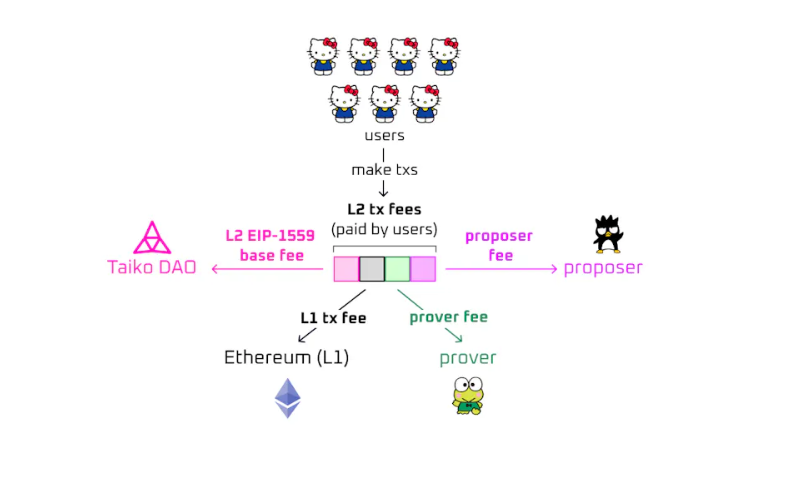 users
make txs
L2 tx fees
(paid by users)
L2 EIP-1559
base fee
proposer
fee
Taiko DAO
proposer
L1 tx fee
prover fee
Ethereum (L1)
prover